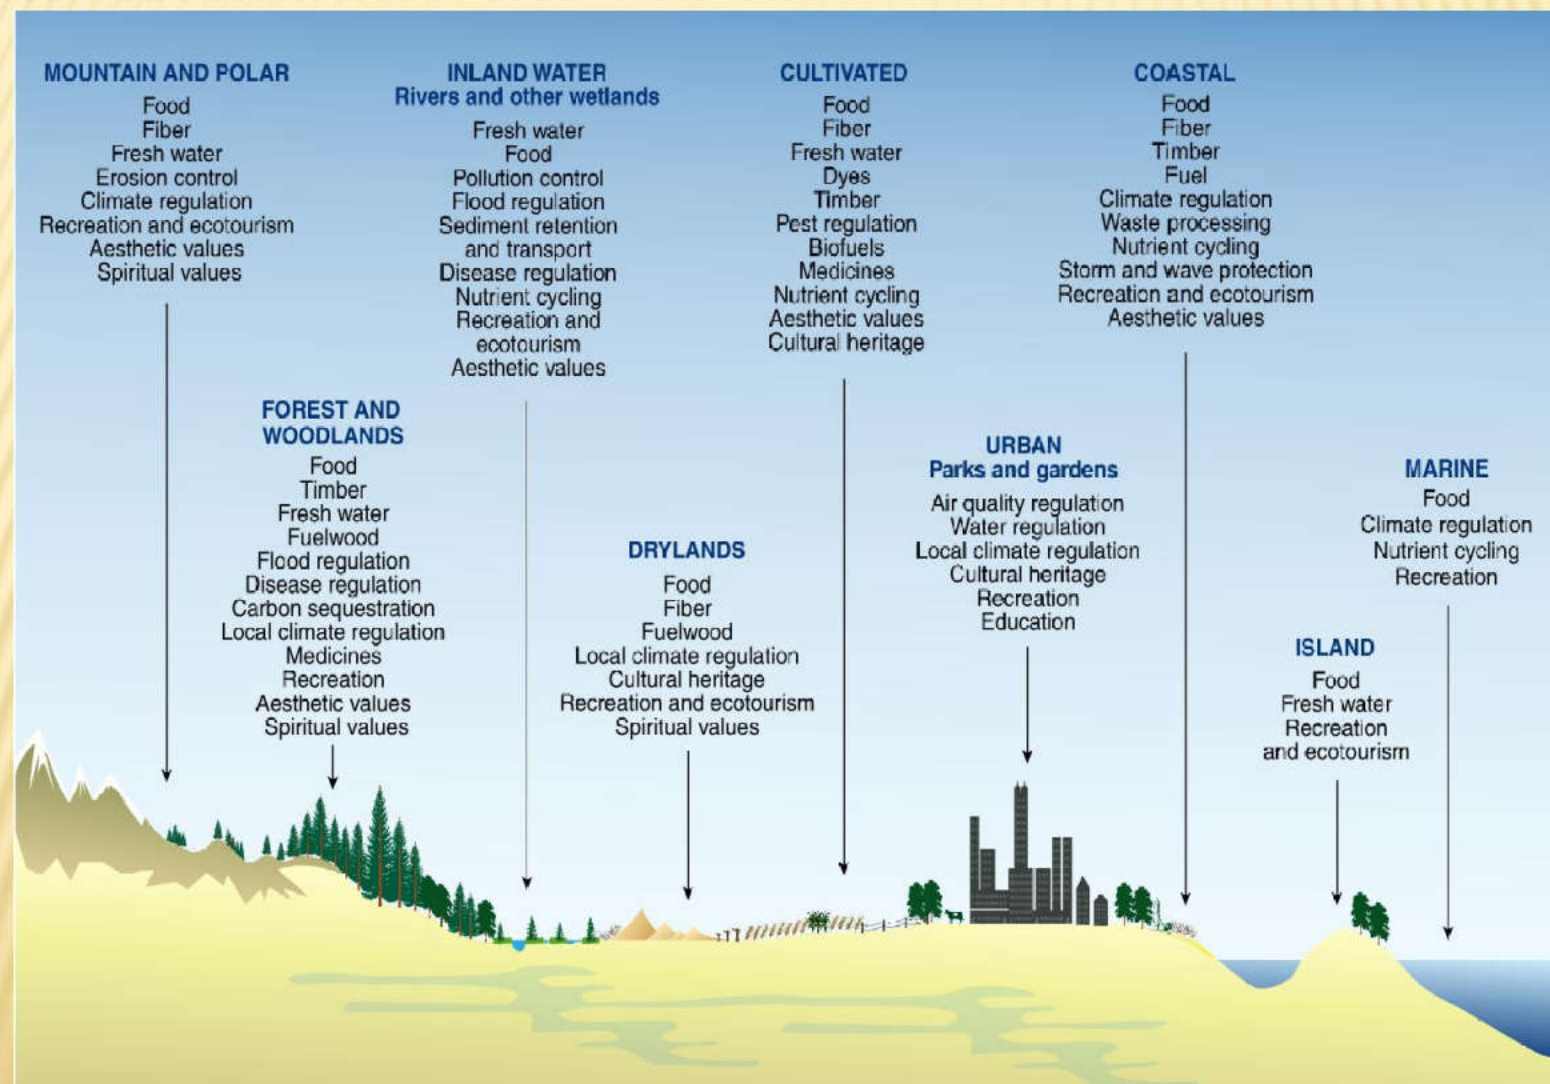 MOUNTAIN AND POLAR
Food
Fiber
Fresh water
Erosion control
Climate regulation
Recreation and ecotourism
Aesthetic values
Spiritual values
INLAND WATER
Rivers and other wetlands
Fresh water
Food
Pollution control
Flood regulation
Sediment retention
and transport
Disease regulation
Nutrient cycling
Recreation and
ecotourism
Aesthetic values
CULTIVATED
Food
Fiber
Fresh water
Dyes
Timber
Pest regulation
Biofuels
Medicines
Nutrient cycling
Aesthetic values
Cultural heritage
COASTAL
Food
Fiber
Timber
Fuel
Climate regulation
Waste processing
Nutrient cycling
Storm and wave protection
Recreation and ecotourism
Aesthetic values
FOREST AND
WOODLANDS
Food
Timber
Fresh water
Fuelwood
Flood regulation
Disease regulation
Carbon sequestration
Local climate regulation
Medicines
Recreation
Aesthetic values
Spiritual values
DRYLANDS
Food
Fiber
Fuelwood
Local climate regulation
Cultural heritage
Recreation and ecotourism
Spiritual values
URBAN
Parks and gardens
Air quality regulation
Water regulation
Local climate regulation
Cultural heritage
Recreation
Education
MARINE
Food
Climate regulation
Nutrient cycling
Recreation
ISLAND
Food
Fresh water
Recreation
and ecotourism